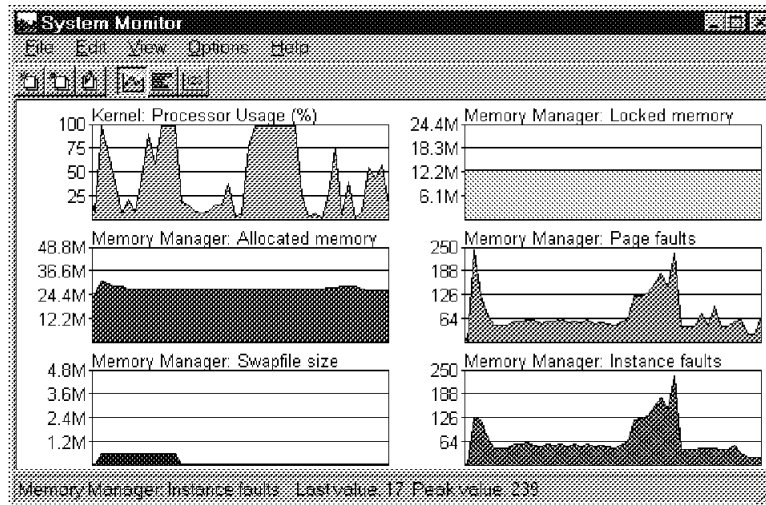 System Monitor
File Edit View Options Help
Kernel: Processor Usage (%)
100
75
50
25
Memory Manager: Locked memory
24.4M
18.3M
12.2M
6.1M
Memory Manager: Allocated memory
48.8M
36.6M
24.4M
12.2M
Memory Manager: Page faults
250
188
126
64
Memory Manager: Swapfile size
4.8M
3.6M
2.4M
1.2M
Memory Manager: Instance faults
250
188
126
64
Memory Manager: Instance faults Last value: 17 Peak value: 239